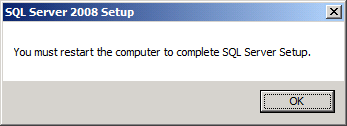 SQL Server 2008 Setup
You must restart the computer to complete SQL Server Setup.
OK